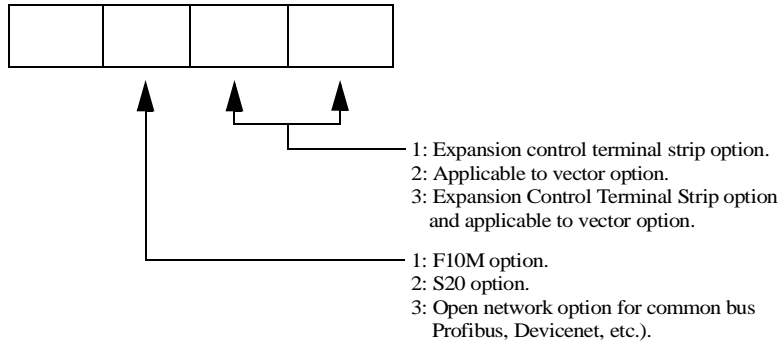 1: Expansion control terminal strip option.
2: Applicable to vector option.
3: Expansion Control Terminal Strip option
and applicable to vector option.
1: F10M option.
2: S20 option.
3: Open network option for common bus
Profibus, Devicenet, etc.).